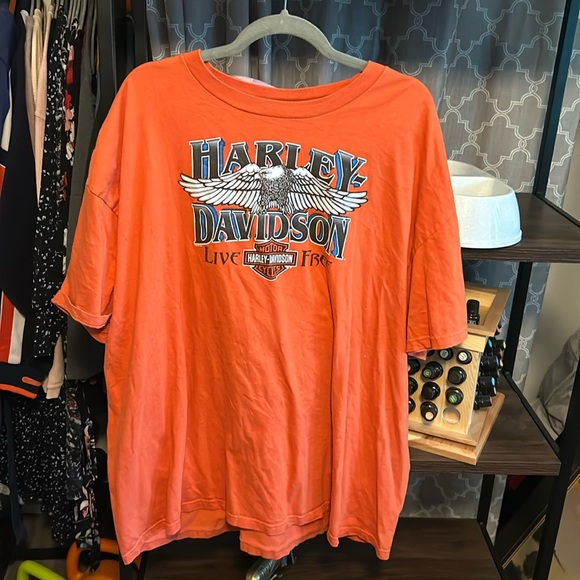 HARLEY-
DAVIDSON
MOTOR
LIVE HARLEY-DAVIDSON FREE
CYCLES